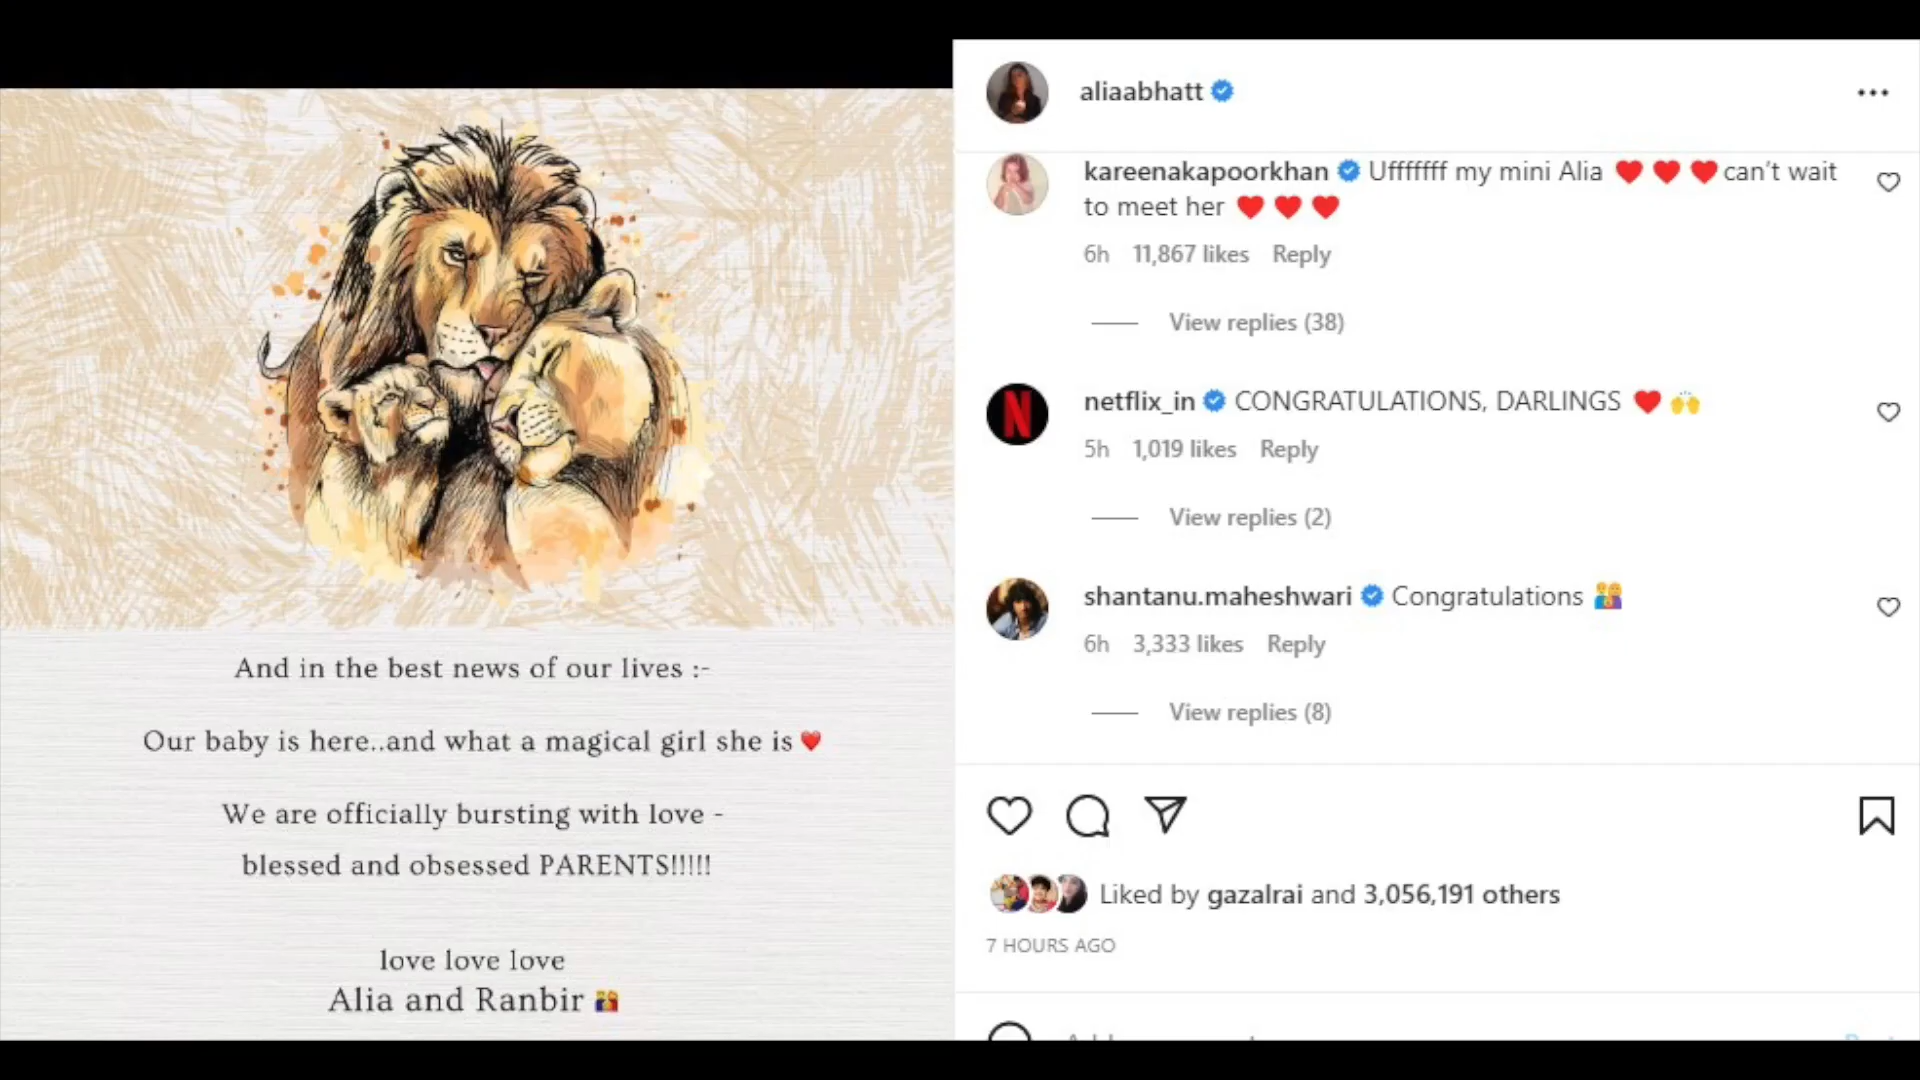 And in the best news of our lives :-
Our baby is here..and what a magical girl she is ❤️
We are officially bursting with love -
blessed and obsessed PARENTS!!!!!
love love love
Alia and Ranbir
aliaabhatt
kareenakapoorkhan Ufffffff my mini Alia ❤️ ❤️ ❤️ can't wait
to meet her ❤️ ❤️ ❤️
6h 11,867 likes Reply
View replies (38)
netflix_in CONGRATULATIONS, DARLINGS ❤️ 🙌
5h 1,019 likes Reply
View replies (2)
shantanu.maheshwari Congratulations
6h 3,333 likes Reply
View replies (8)
Liked by gazalrai and 3,056,191 others
7 HOURS AGO